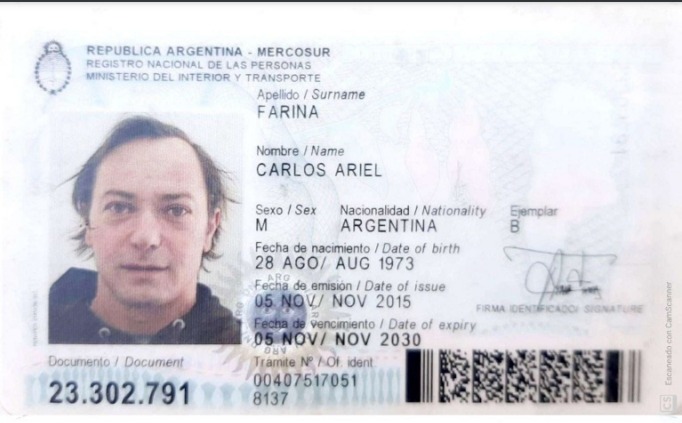 REPUBLICA ARGENTINA - MERCOSUR
REGISTRO NACIONAL DE LAS PERSONAS
MINISTERIO DEL INTERIOR Y TRANSPORTE
Apellido / Surname
FARINA
Nombre / Name
CARLOS ARIEL
Sexo / Sex Nacionalidad / Nationality Ejemplar
M ARGENTINA B
Fecha de nacimiento / Date of birth
28 AGO/ AUG 1973
Fecha de emisión / Date of issue
05 NOV/ NOV 2015
FIRMA IDENTIFICADO/ SIGNATURE
Fecha de vencimiento / Date of expiry
05 NOV/ NOV 2030
Documento / Document
23.302.791
Trámite Nº / Of. ident.
00407517051
8137
CS Escaneado con CamScanner